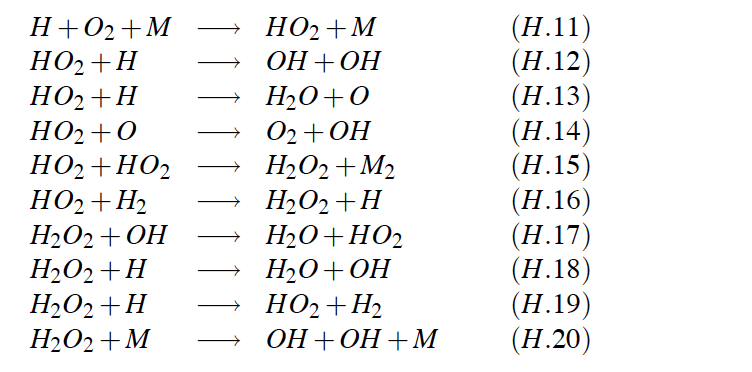 H + O₂ + M ⟶ HO₂ + M (H.11)
HO₂ + H ⟶ OH + OH (H.12)
HO₂ + H ⟶ H₂O + O (H.13)
HO₂ + O ⟶ O₂ + OH (H.14)
HO₂ + HO₂ ⟶ H₂O₂ + M₂ (H.15)
HO₂ + H₂ ⟶ H₂O₂ + H (H.16)
H₂O₂ + OH ⟶ H₂O + HO₂ (H.17)
H₂O₂ + H ⟶ H₂O + OH (H.18)
H₂O₂ + H ⟶ HO₂ + H₂ (H.19)
H₂O₂ + M ⟶ OH + OH + M (H.20)